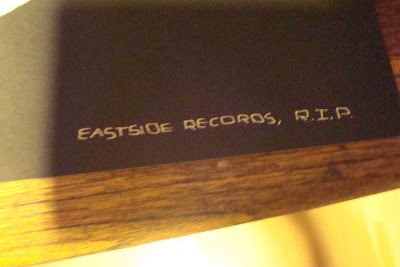 EASTSIDE RECORDS, R.I.P.